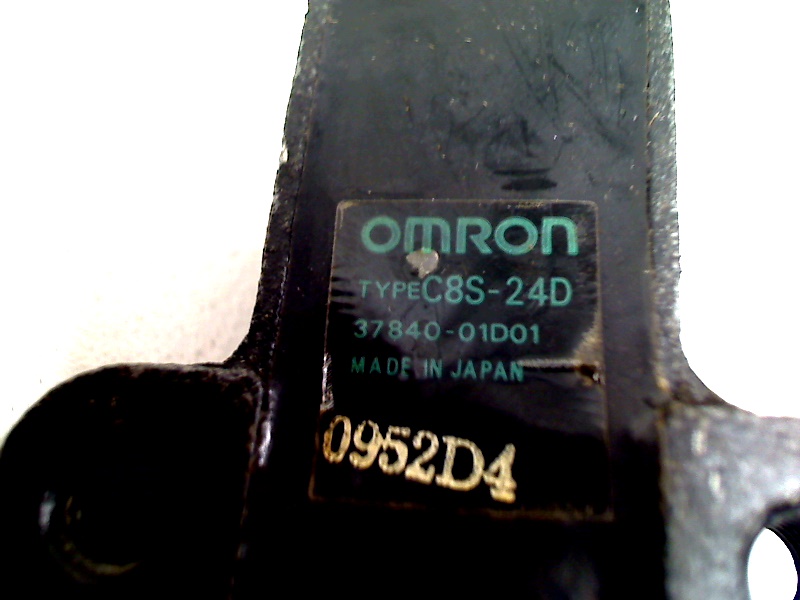 OMRON
TYPE C8S-24D
37840-01D01
MADE IN JAPAN
0952D4